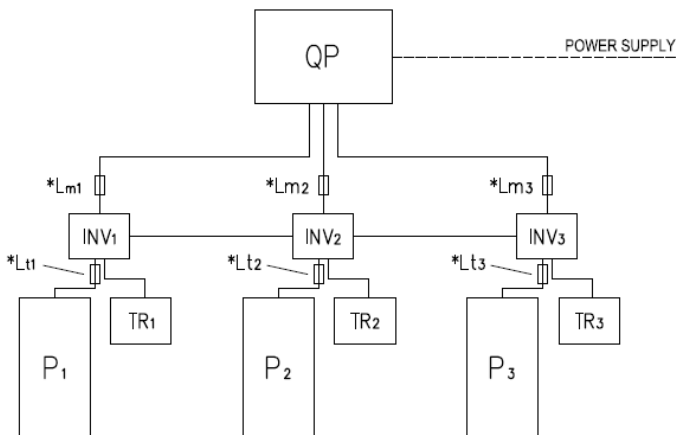 QP
POWER SUPPLY
*Lm1
*Lm2
*Lm3
INV1
INV2
INV3
*Lt1
*Lt2
*Lt3
TR1
TR2
TR3
P1
P2
P3